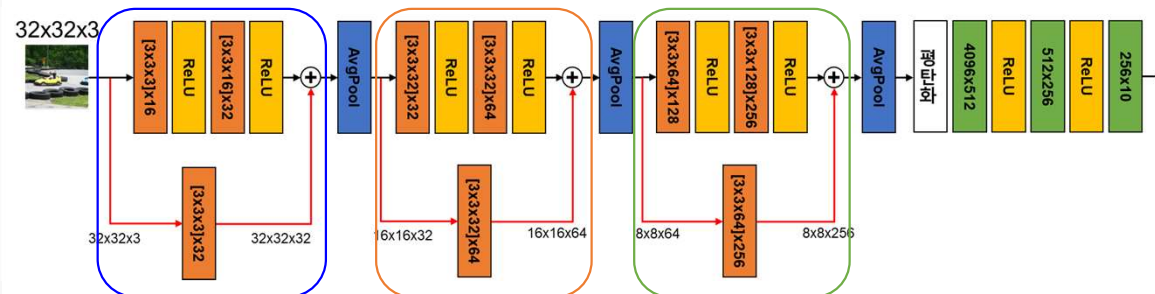 32x32x3
[3x3x3]x16
ReLU
[3x3x16]x32
ReLU
+
AvgPool
[3x3x32]x32
ReLU
[3x3x32]x64
ReLU
+
AvgPool
[3x3x64]x128
ReLU
[3x3x128]x256
ReLU
+
AvgPool
평탄화
4096x512
ReLU
512x256
ReLU
256x10
[3x3x3]x32
[3x3x32]x64
[3x3x64]x256
32x32x3
32x32x32
16x16x32
16x16x64
8x8x64
8x8x256